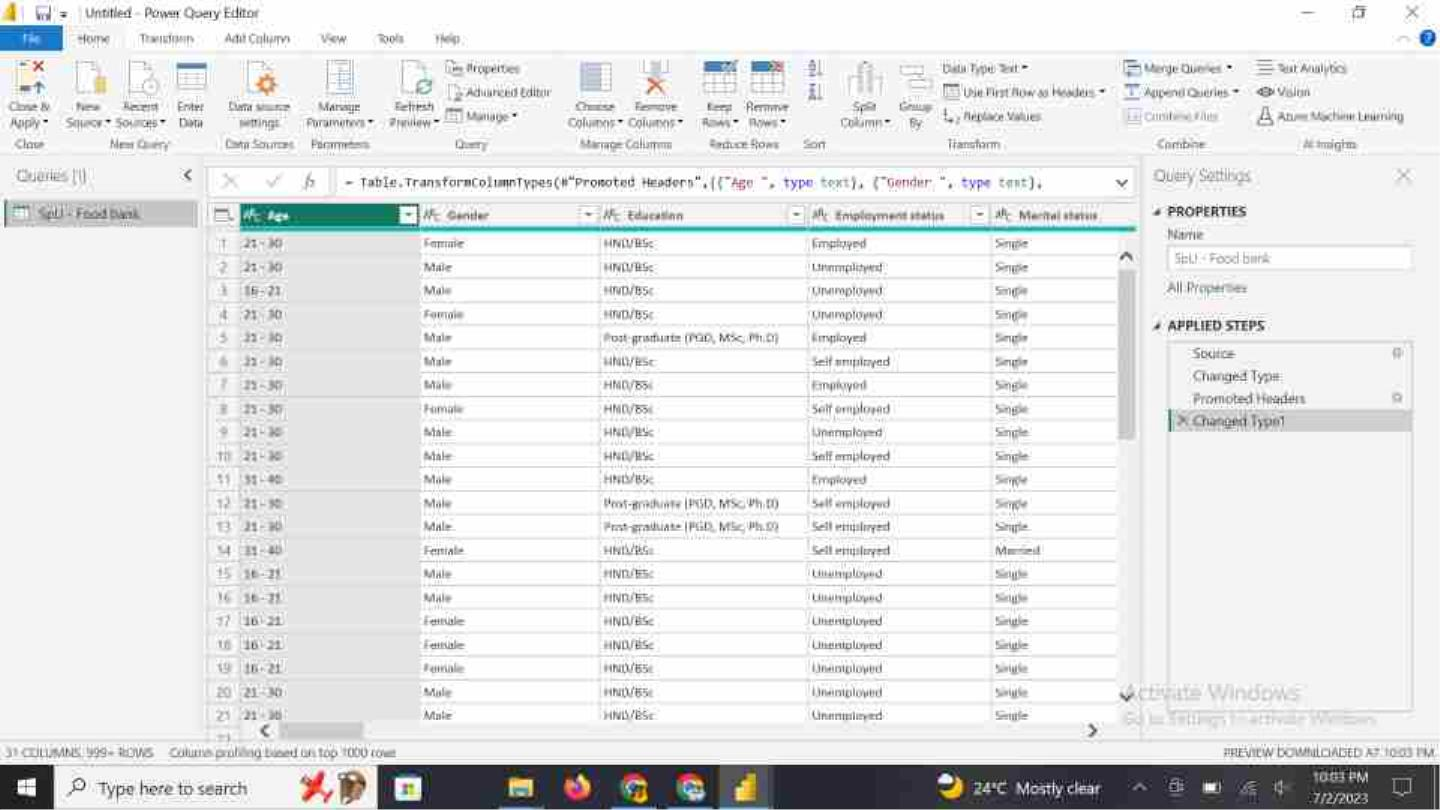 Untitled - Power Query Editor
File Home Transform Add Column View Tools Help
Close & Apply
New Source
Recent Sources
Enter Data
Data source settings
Manage Parameters
Refresh Preview
Properties
Advanced Editor
Manage
Choose Columns
Remove Columns
Keep Rows
Remove Rows
Split Column
Group By
Data Type Text
Use First Row as Headers
Replace Values
Merge Queries
Append Queries
Combine Files
Text Analytics
Vision
Azure Machine Learning
Close New Query Data Sources Parameters Query Manage Columns Reduce Rows Sort Transform Combine AI Insights
Queries [1]
SpU - Food bank
= Table.TransformColumnTypes(#"Promoted Headers",{{"Age ", type text}, {"Gender ", type text},
Age Gender Education Employment status Marital status
1 21 - 30 Female HND/BSc Employed Single
2 21 - 30 Male HND/BSc Unemployed Single
3 16 - 21 Male HND/BSc Unemployed Single
4 21 - 30 Female HND/BSc Unemployed Single
5 21 - 30 Male Post-graduate (PGD, MSc, Ph.D) Employed Single
6 21 - 30 Male HND/BSc Self employed Single
7 21 - 30 Male HND/BSc Employed Single
8 21 - 30 Female HND/BSc Self employed Single
9 21 - 30 Male HND/BSc Unemployed Single
10 21 - 30 Male HND/BSc Self employed Single
11 31 - 40 Male HND/BSc Employed Single
12 21 - 30 Male Post-graduate (PGD, MSc, Ph.D) Self employed Single
13 21 - 30 Male Post-graduate (PGD, MSc, Ph.D) Self employed Single
14 31 - 40 Female HND/BSc Self employed Married
15 16 - 21 Male HND/BSc Unemployed Single
16 16 - 21 Male HND/BSc Unemployed Single
17 16 - 21 Female HND/BSc Unemployed Single
18 16 - 21 Female HND/BSc Unemployed Single
19 16 - 21 Female HND/BSc Unemployed Single
20 21 - 30 Male HND/BSc Unemployed Single
21 21 - 30 Male HND/BSc Unemployed Single
Query Settings
PROPERTIES
Name
SpU - Food bank
All Properties
APPLIED STEPS
Source
Changed Type
Promoted Headers
Changed Type1
Activate Windows
Go to Settings to activate Windows.
31 COLUMNS, 999+ ROWS Column profiling based on top 1000 rows
PREVIEW DOWNLOADED AT 10:03 PM
Type here to search
24°C Mostly clear
10:03 PM
7/2/2023